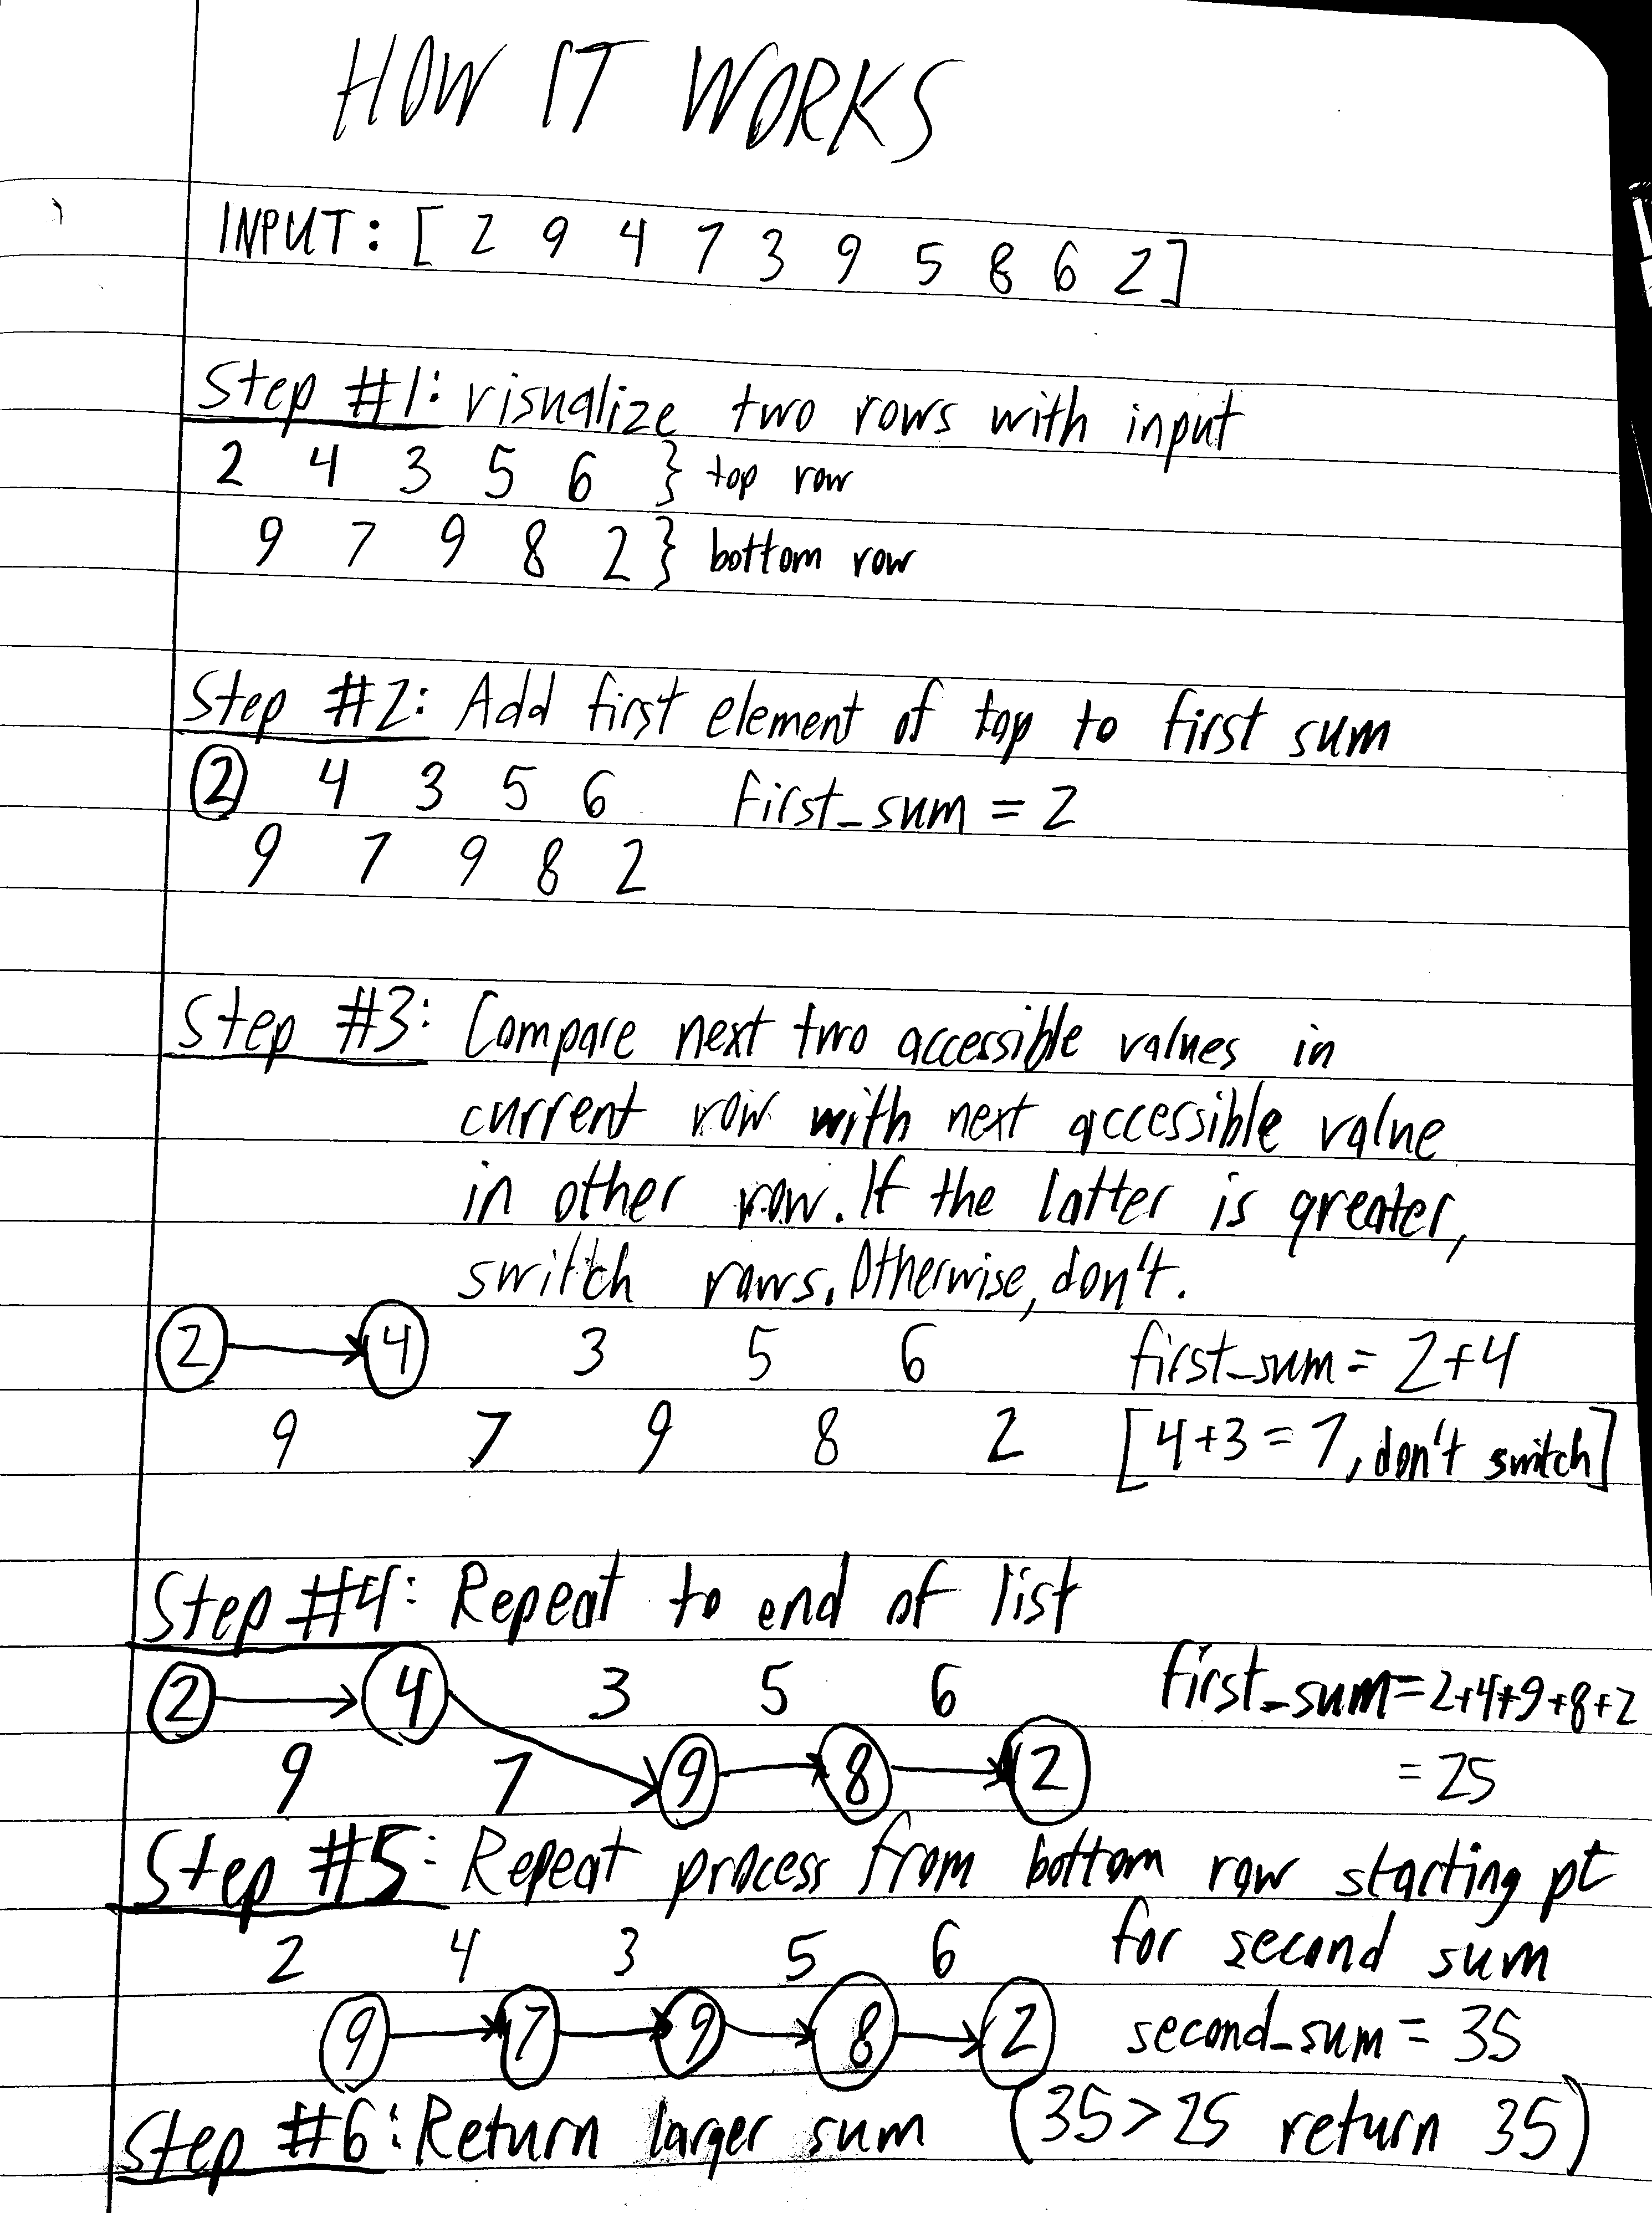 HOW IT WORKS
INPUT: [ 2 9 4 7 3 9 5 8 6 2 ]
Step #1: visualize two rows with input
2 4 3 5 6 } top row
9 7 9 8 2 } bottom row
Step #2: Add first element of top to first sum
2 4 3 5 6 First_sum = 2
9 7 9 8 2
Step #3: Compare next two accessible values in
current row with next accessible value
in other row. If the latter is greater,
switch rows. Otherwise, don't.
2 4 3 5 6 first_sum = 2+4
9 7 9 8 2 [4+3=7, don't switch]
Step #4: Repeat to end of list
2 4 3 5 6 first_sum=2+4+9+8+2
9 7 9 8 2 = 25
Step #5: Repeat process from bottom row starting pt
2 4 3 5 6 for second sum
9 7 9 8 2 second_sum = 35
Step #6: Return larger sum (35>25 return 35)